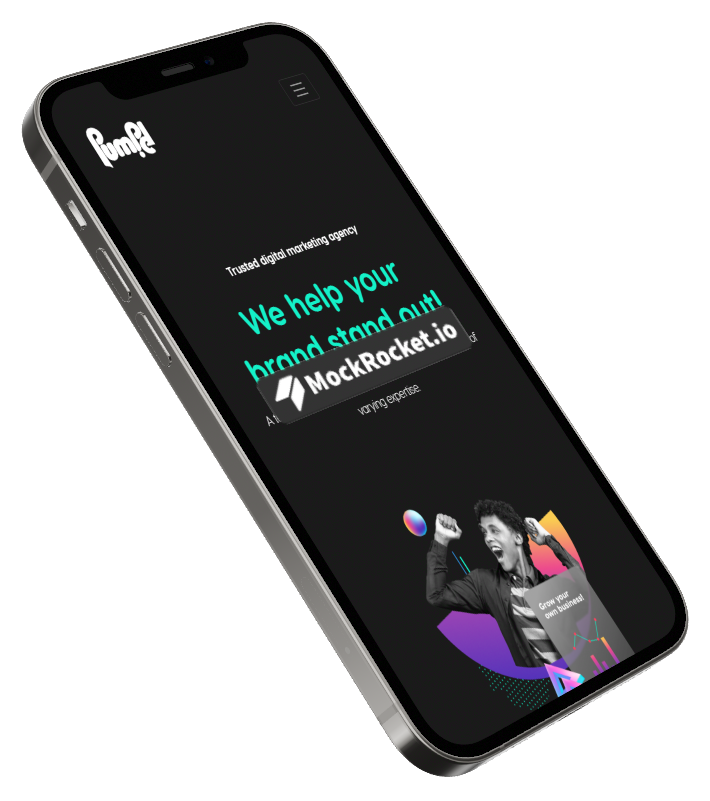 Pump'd
Trusted digital marketing agency
We help your
brand stand out!
MockRocket.io
A
of
varying expertise.
Grow your
own business!